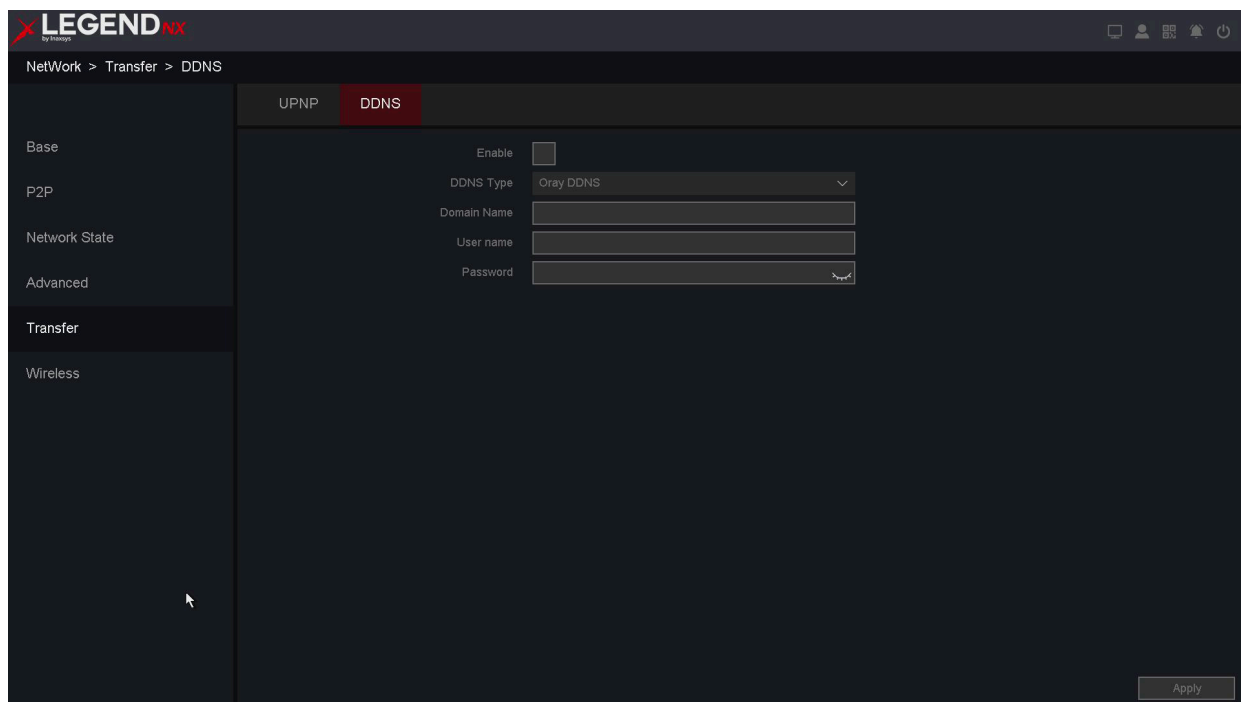 LEGEND NX
by Inaxsys
NetWork > Transfer > DDNS
UPNP DDNS
Base
P2P
Network State
Advanced
Transfer
Wireless
Enable
DDNS Type Oray DDNS
Domain Name
User name
Password
Apply